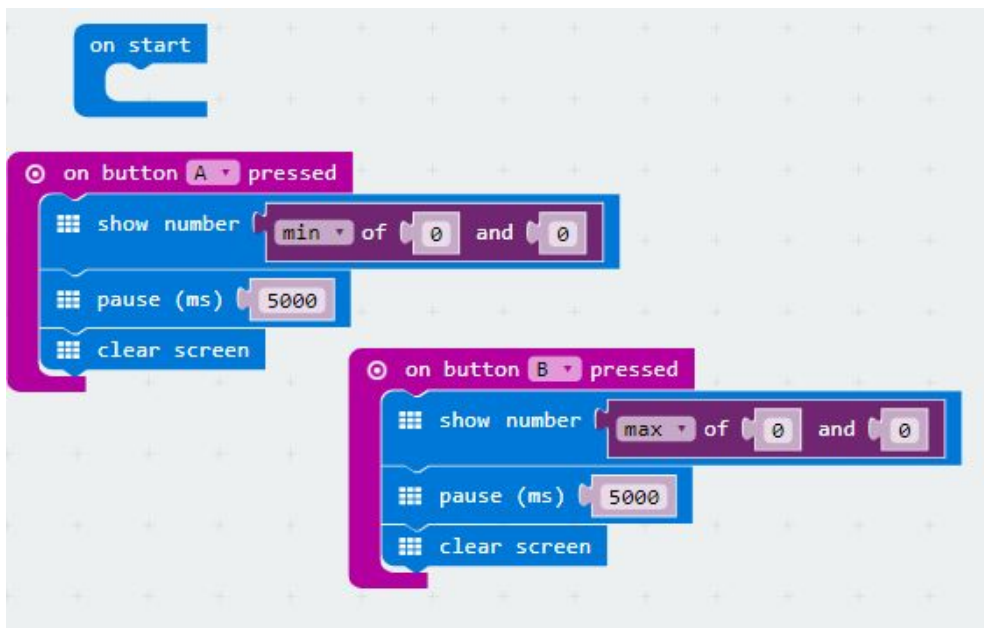 on start
on button A pressed
show number min of 0 and 0
pause (ms) 5000
clear screen
on button B pressed
show number max of 0 and 0
pause (ms) 5000
clear screen